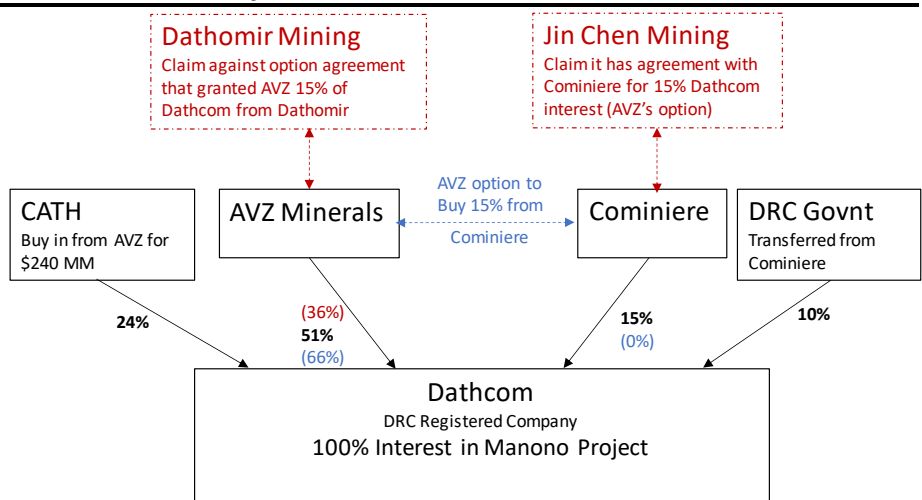 Dathomir Mining
Claim against option agreement
that granted AVZ 15% of
Dathcom from Dathomir
Jin Chen Mining
Claim it has agreement with
Cominiere for 15% Dathcom
interest (AVZ's option)
CATH
Buy in from AVZ for
$240 MM
AVZ Minerals
AVZ option to
Buy 15% from
Cominiere
Cominiere
DRC Govnt
Transferred from
Cominiere
24%
(36%)
51%
(66%)
15%
(0%)
10%
Dathcom
DRC Registered Company
100% Interest in Manono Project